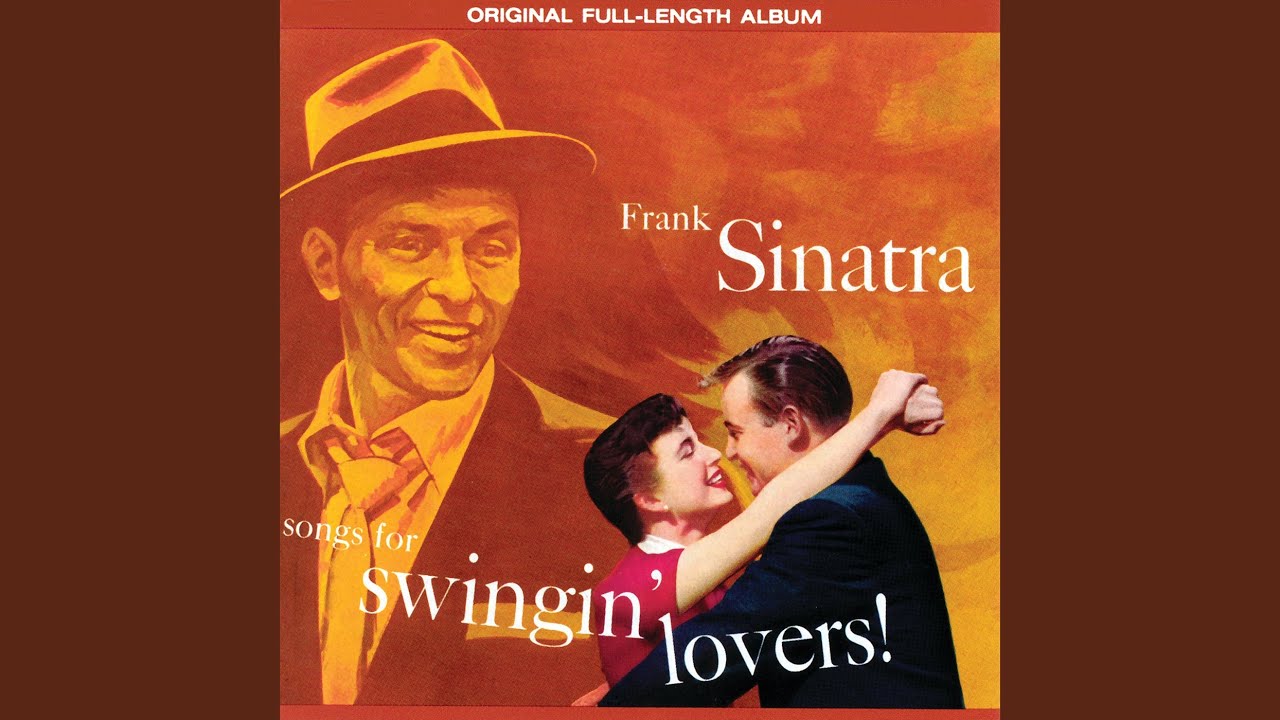 ORIGINAL FULL-LENGTH ALBUM
Frank
Sinatra
songs for
swingin'
lovers!